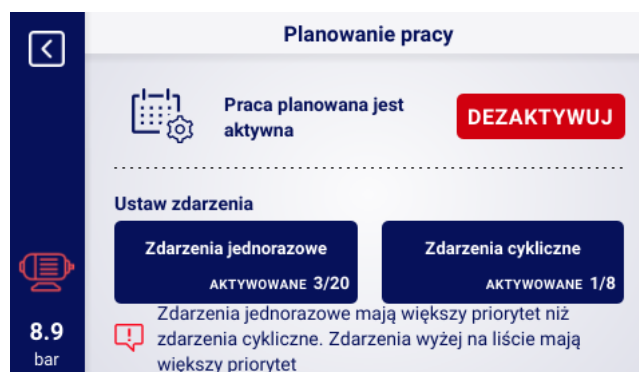 Planowanie pracy
Praca planowana jest
aktywna
DEZAKTYWUJ
Ustaw zdarzenia
Zdarzenia jednorazowe
AKTYWOWANE 3/20
Zdarzenia cykliczne
AKTYWOWANE 1/8
Zdarzenia jednorazowe mają większy priorytet niż
zdarzenia cykliczne. Zdarzenia wyżej na liście mają
większy priorytet
8.9
bar